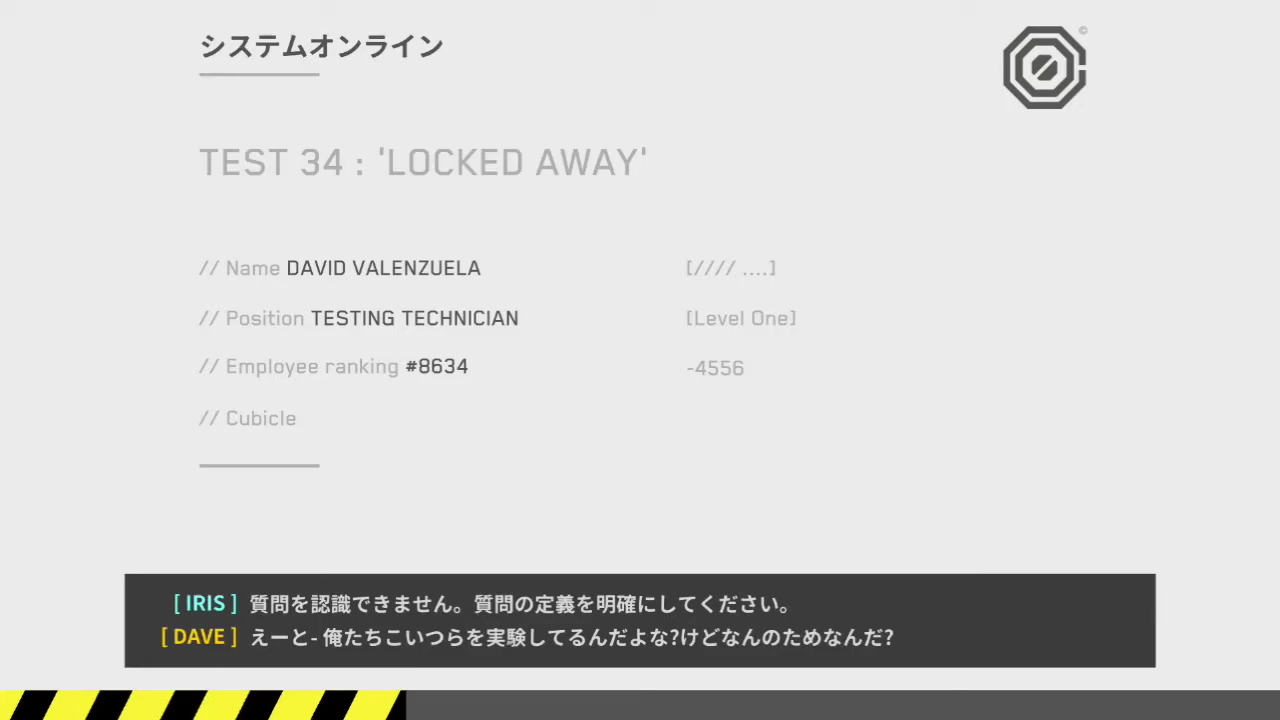 システムオンライン
©
TEST 34 : 'LOCKED AWAY'
// Name DAVID VALENZUELA [//// ....]
// Position TESTING TECHNICIAN [Level One]
// Employee ranking #8634 -4556
// Cubicle
[ IRIS ] 質問を認識できません。質問の定義を明確にしてください。
[ DAVE ] えーと- 俺たちこいつらを実験してるんだよな?けどなんのためなんだ?